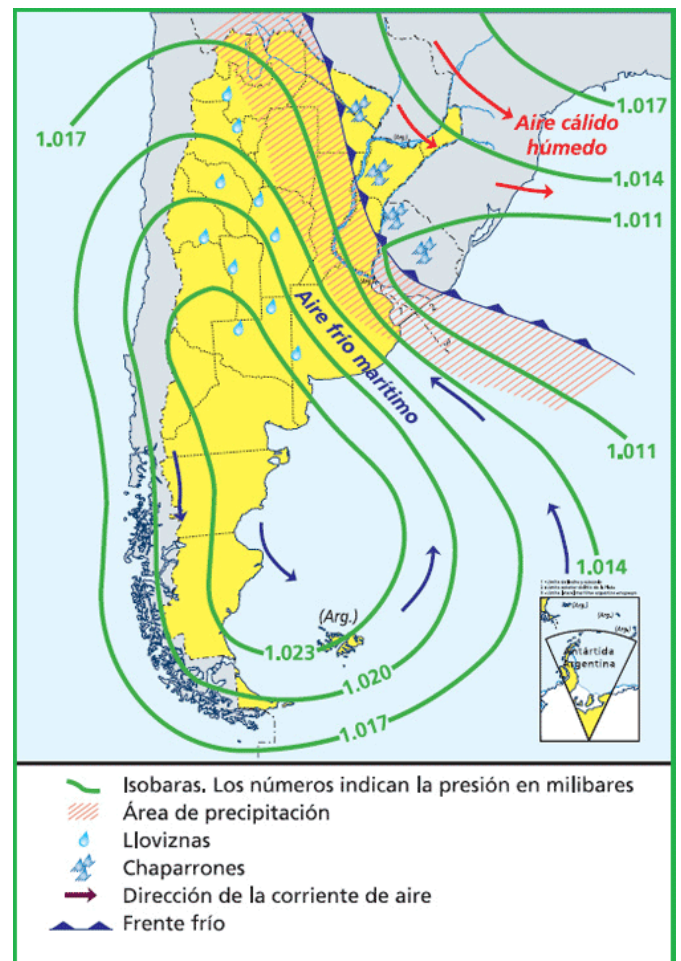 1.017
Aire cálido
húmedo
1.017
1.014
1.011
(Arg.)
Aire frío marítimo
1.011
1.014
(Arg.)
1.023
1.020
1.017
(Arg.)
(Arg.)
Antártida
Argentina
Isobaras. Los números indican la presión en milibares
Área de precipitación
Lloviznas
Chaparrones
Dirección de la corriente de aire
Frente frío